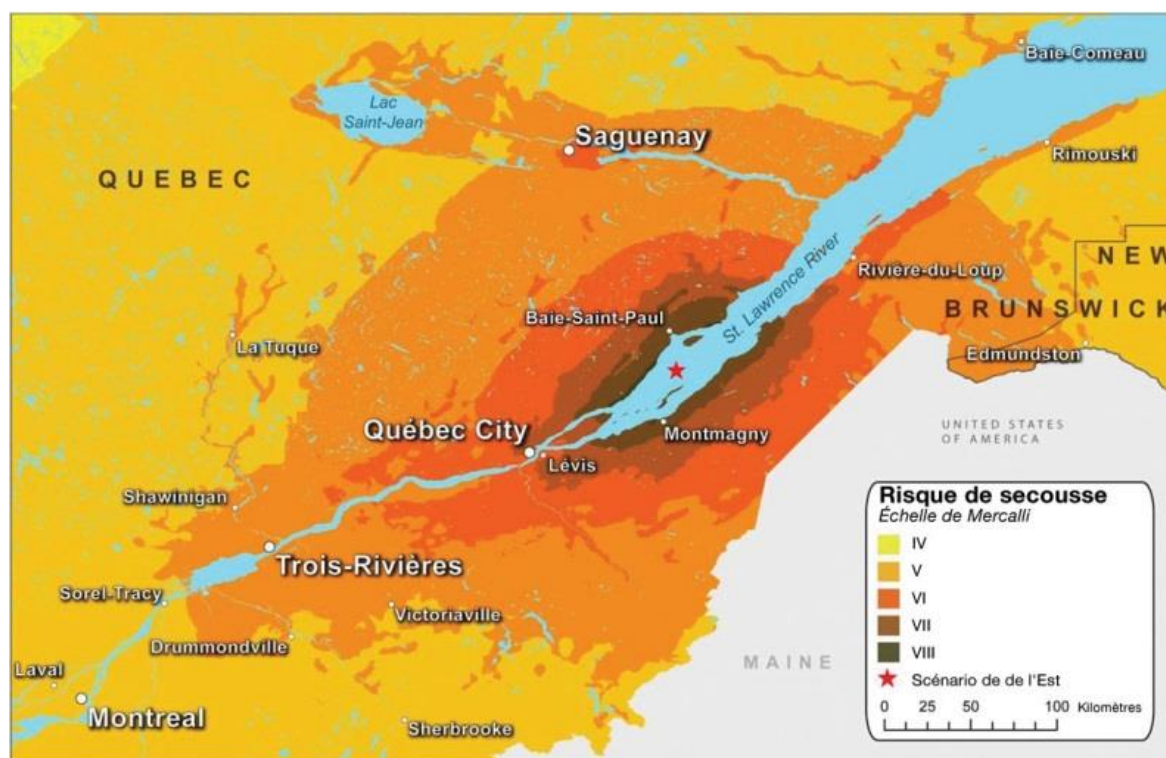 Baie-Comeau
Lac
Saint-Jean
Saguenay
Rimouski
QUEBEC
St. Lawrence River
Rivière-du-Loup
NEW
BRUNSWICK
Baie-Saint-Paul
La Tuque
Edmundston
UNITED STATES
OF AMERICA
Québec City
Montmagny
Lévis
Shawinigan
Trois-Rivières
Sorel-Tracy
Victoriaville
Drummondville
MAINE
Laval
Montreal
Sherbrooke
Risque de secousse
Échelle de Mercalli
IV
V
VI
VII
VIII
Scénario de de l'Est
0 25 50 100 Kilomètres